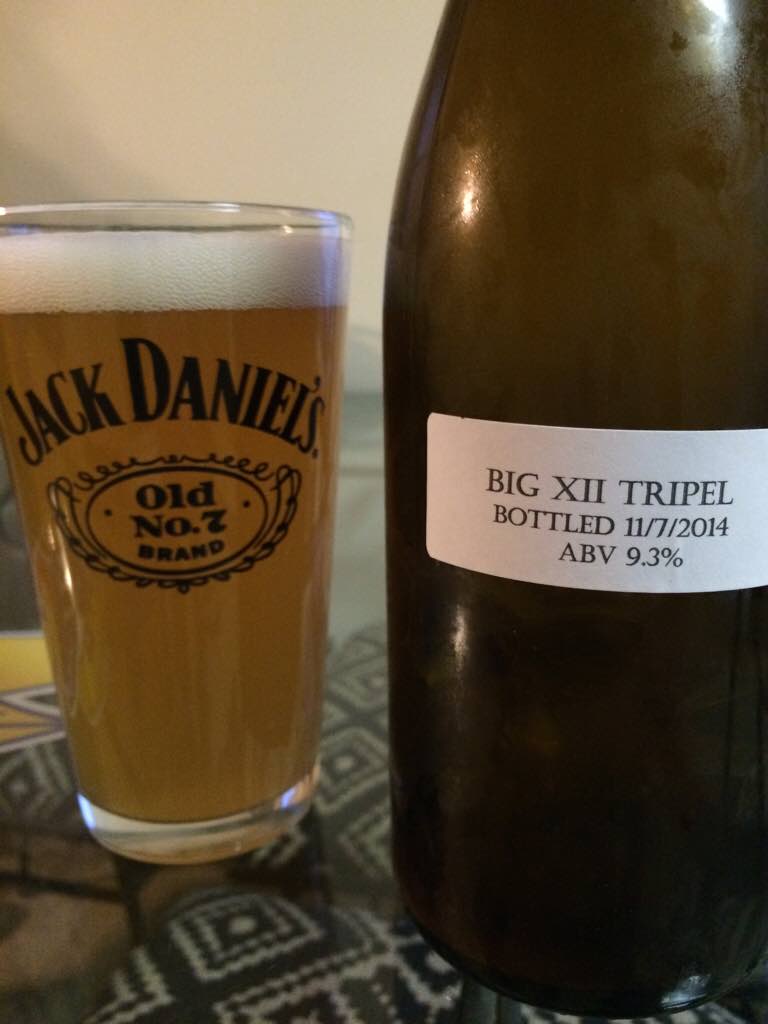 JACK DANIEL'S.
Old
No.7
BRAND
BIG XII TRIPEL
BOTTLED 11/7/2014
ABV 9.3%